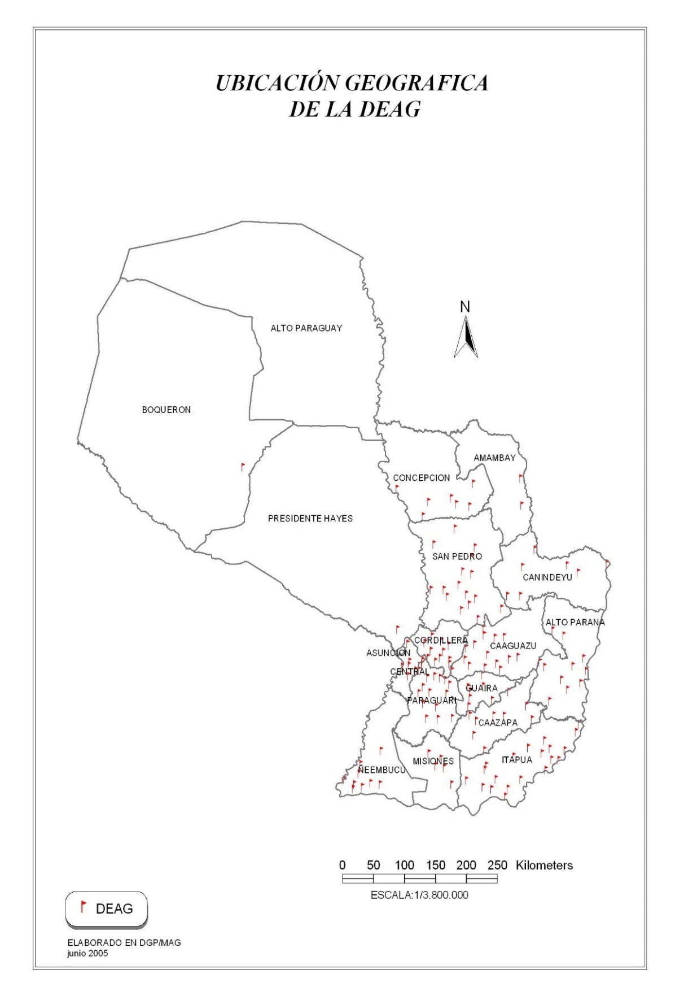 UBICACIÓN GEOGRAFICA
DE LA DEAG
N
ALTO PARAGUAY
BOQUERON
AMAMBAY
CONCEPCION
PRESIDENTE HAYES
SAN PEDRO
CANINDEYU
ALTO PARANA
CORDILLERA
CAAGUAZU
ASUNCION
CENTRAL
GUAIRA
PARAGUARI
CAAZAPA
MISIONES
ITAPUA
ÑEEMBUCU
0 50 100 150 200 250 Kilometers
ESCALA:1/3.800.000
DEAG
ELABORADO EN DGP/MAG
junio 2005